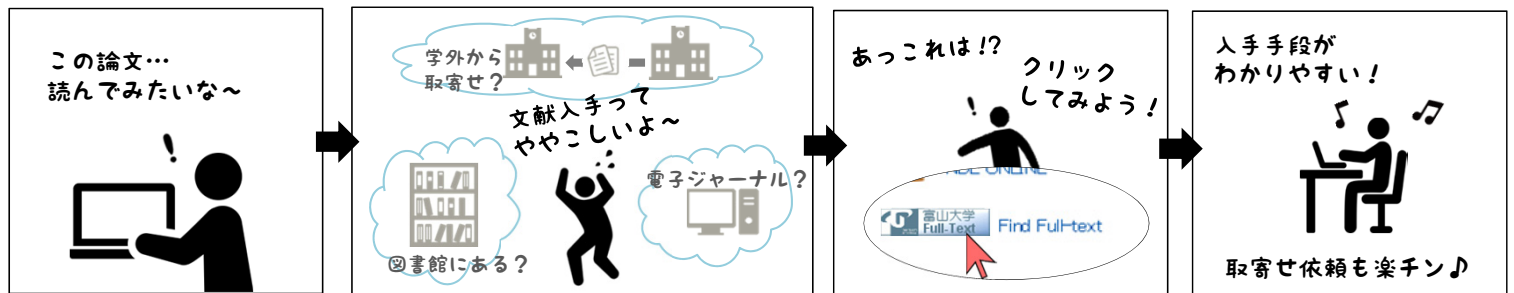 この論文…
読んでみたいな～
学外から
取寄せ？
文献入手って
ややこしいよ～
図書館にある？
電子ジャーナル？
あっこれは!?
クリック
してみよう！
富山大学
Full-Text
Find Full-text
入手手段が
わかりやすい！
取寄せ依頼も楽チン♪